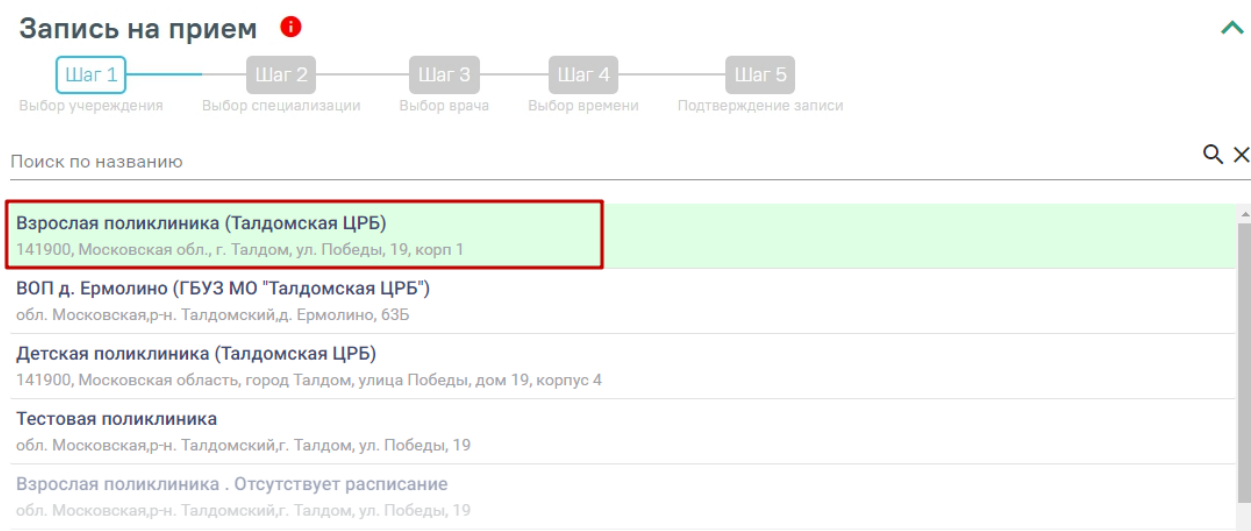 Запись на прием
Шаг 1 Шаг 2 Шаг 3 Шаг 4 Шаг 5
Выбор учереждения Выбор специализации Выбор врача Выбор времени Подтверждение записи
Поиск по названию
Взрослая поликлиника (Талдомская ЦРБ)
141900, Московская обл., г. Талдом, ул. Победы, 19, корп 1
ВОП д. Ермолино (ГБУЗ МО "Талдомская ЦРБ")
обл. Московская,р-н. Талдомский,д. Ермолино, 63Б
Детская поликлиника (Талдомская ЦРБ)
141900, Московская область, город Талдом, улица Победы, дом 19, корпус 4
Тестовая поликлиника
обл. Московская,р-н. Талдомский,г. Талдом, ул. Победы, 19
Взрослая поликлиника . Отсутствует расписание
обл. Московская,р-н. Талдомский,г. Талдом, ул. Победы, 19